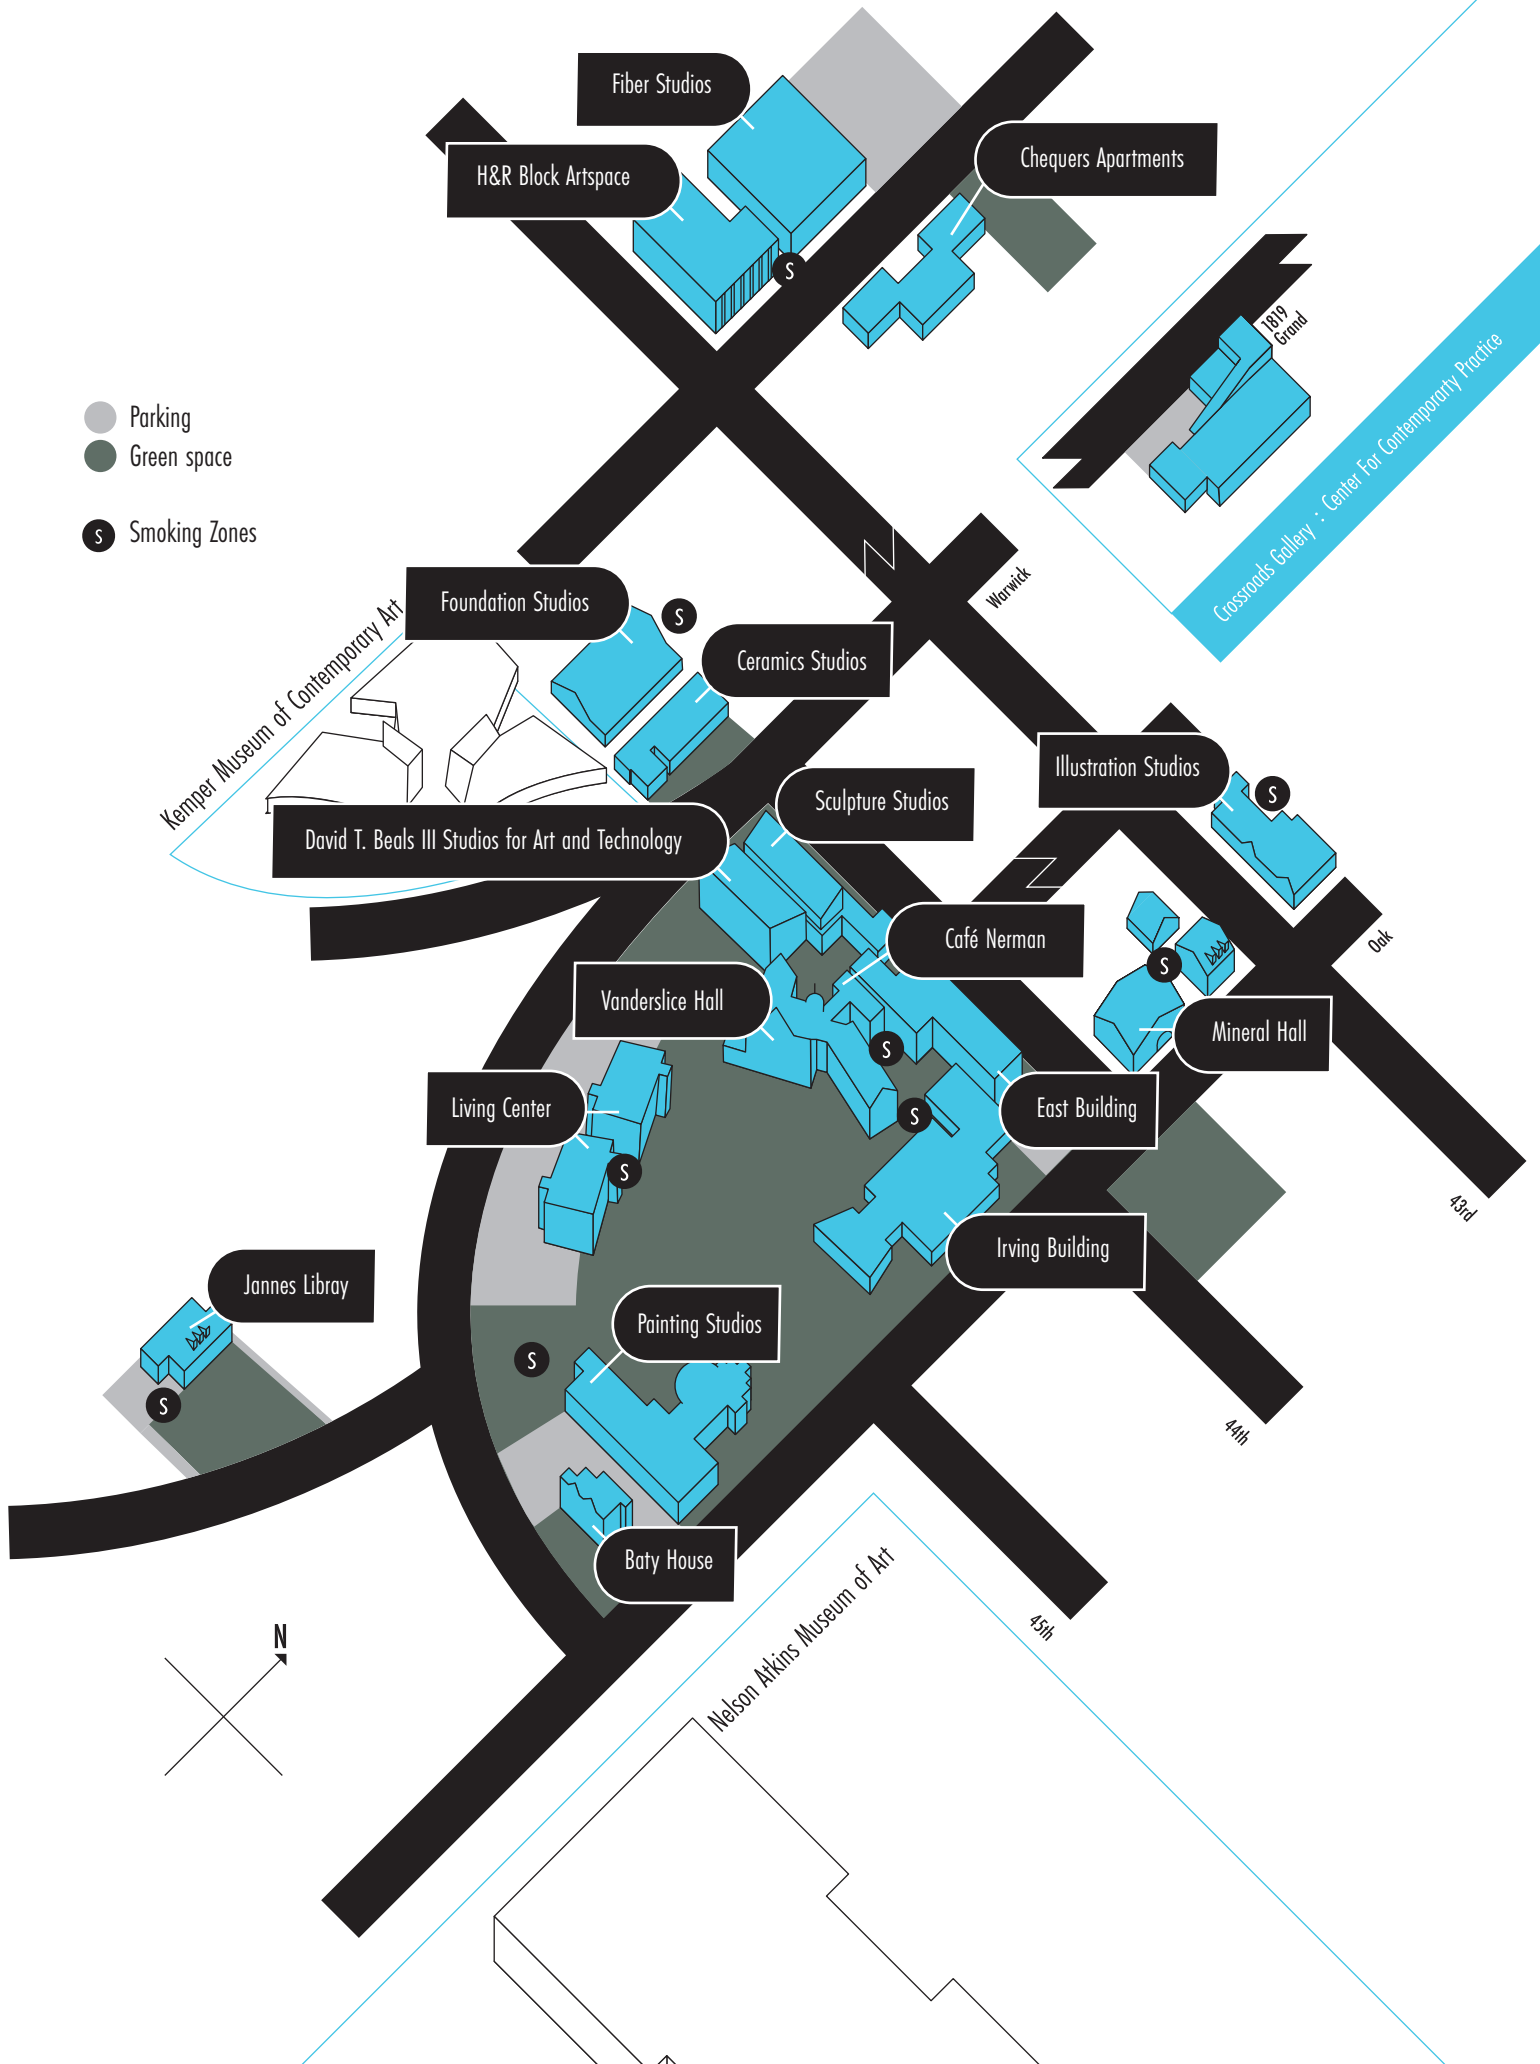 Fiber Studios
Chequers Apartments
H&R Block Artspace
S
1819
Grand
Crossroads Gallery : Center For Contemporarty Practice
Parking
Green space
S Smoking Zones
Warwick
Kemper Museum of Contemporary Art
Foundation Studios
S
Ceramics Studios
Illustration Studios
S
Sculpture Studios
David T. Beals III Studios for Art and Technology
Café Nerman
Oak
S
Vanderslice Hall
Mineral Hall
S
Living Center
East Building
S
S
43rd
Irving Building
Jannes Libray
Painting Studios
S
S
44th
Baty House
Nelson Atkins Museum of Art
45th
N